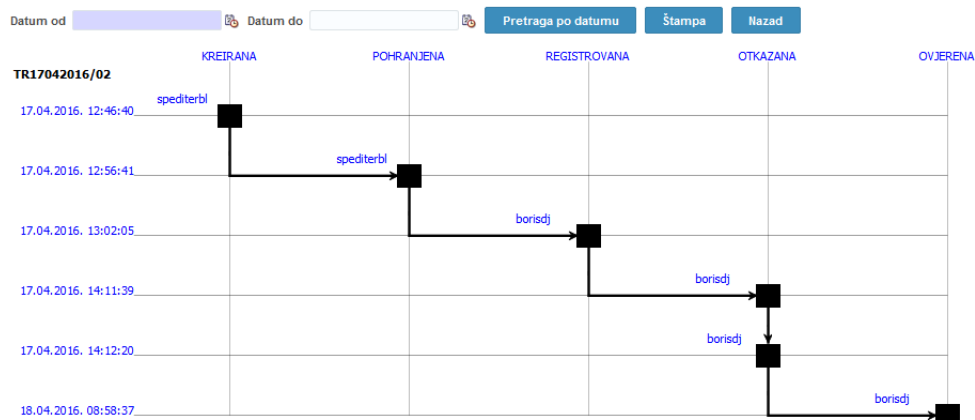 Datum od Datum do Pretraga po datumu Štampa Nazad
KREIRANA POHRANJENA REGISTROVANA OTKAZANA OVJERENA
TR17042016/02
spediterbl
17.04.2016. 12:46:40
spediterbl
17.04.2016. 12:56:41
borisdj
17.04.2016. 13:02:05
borisdj
17.04.2016. 14:11:39
borisdj
17.04.2016. 14:12:20
borisdj
18.04.2016. 08:58:37